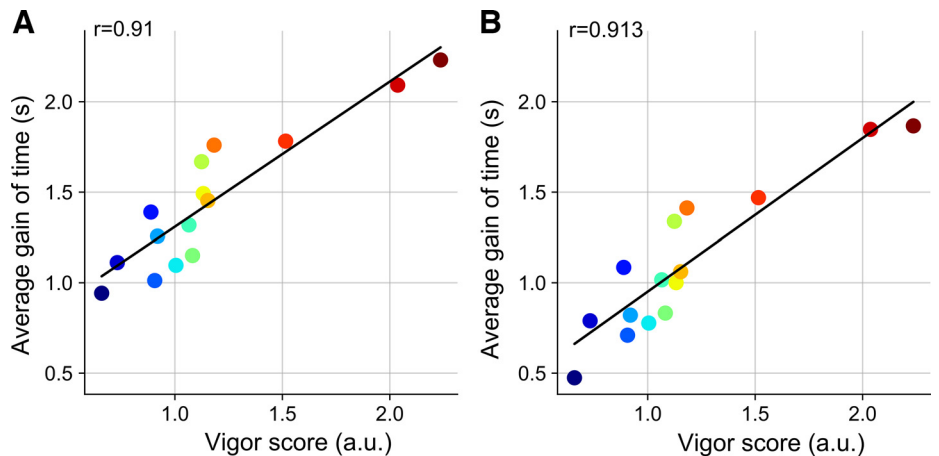 A
r=0.91
Average gain of time (s)
2.0
1.5
1.0
0.5
1.0 1.5 2.0
Vigor score (a.u.)
B
r=0.913
Average gain of time (s)
2.0
1.5
1.0
0.5
1.0 1.5 2.0
Vigor score (a.u.)